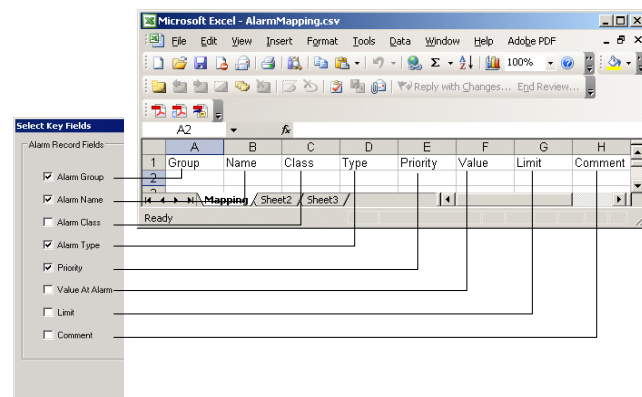 Microsoft Excel - AlarmMapping.csv
File Edit View Insert Format Tools Data Window Help Adobe PDF
100%
Reply with Changes... End Review...
A2 fx
A B C D E F G H
1 Group Name Class Type Priority Value Limit Comment
2
Mapping Sheet2 Sheet3
Ready
Select Key Fields
Alarm Record Fields
Alarm Group
Alarm Name
Alarm Class
Alarm Type
Priority
Value At Alarm
Limit
Comment